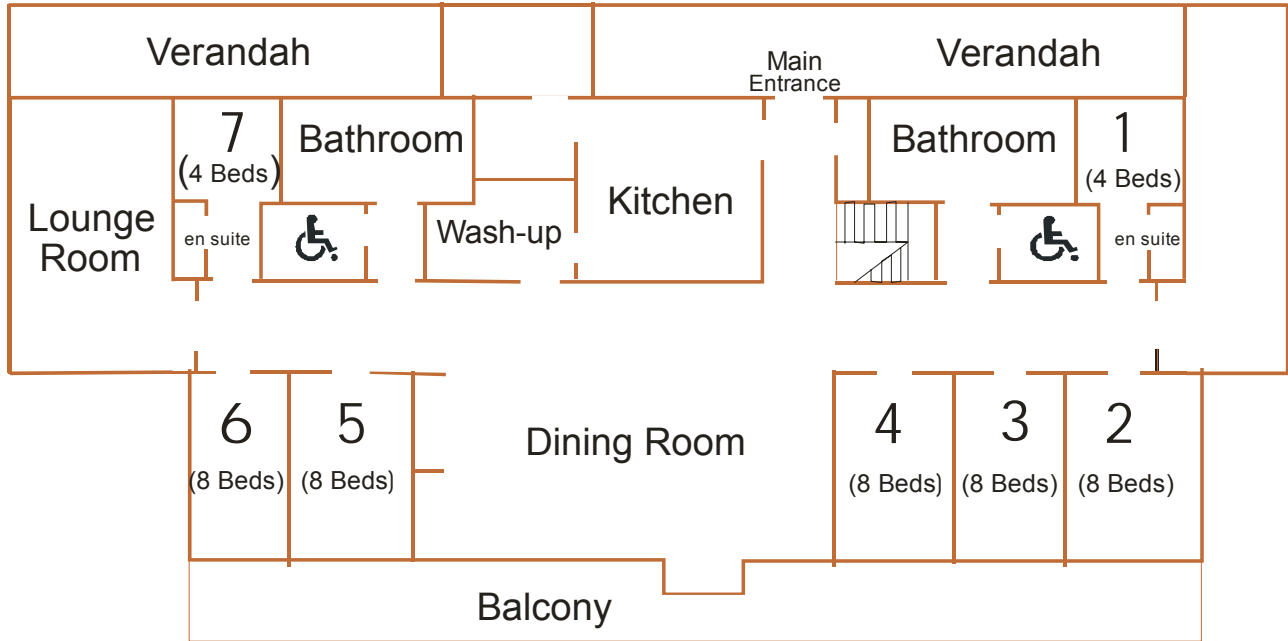 Verandah
Main
Entrance
Verandah
7
(4 Beds)
Bathroom
Bathroom
1
(4 Beds)
Lounge
Room
en suite
Wash-up
Kitchen
en suite
6
(8 Beds)
5
(8 Beds)
Dining Room
4
(8 Beds)
3
(8 Beds)
2
(8 Beds)
Balcony